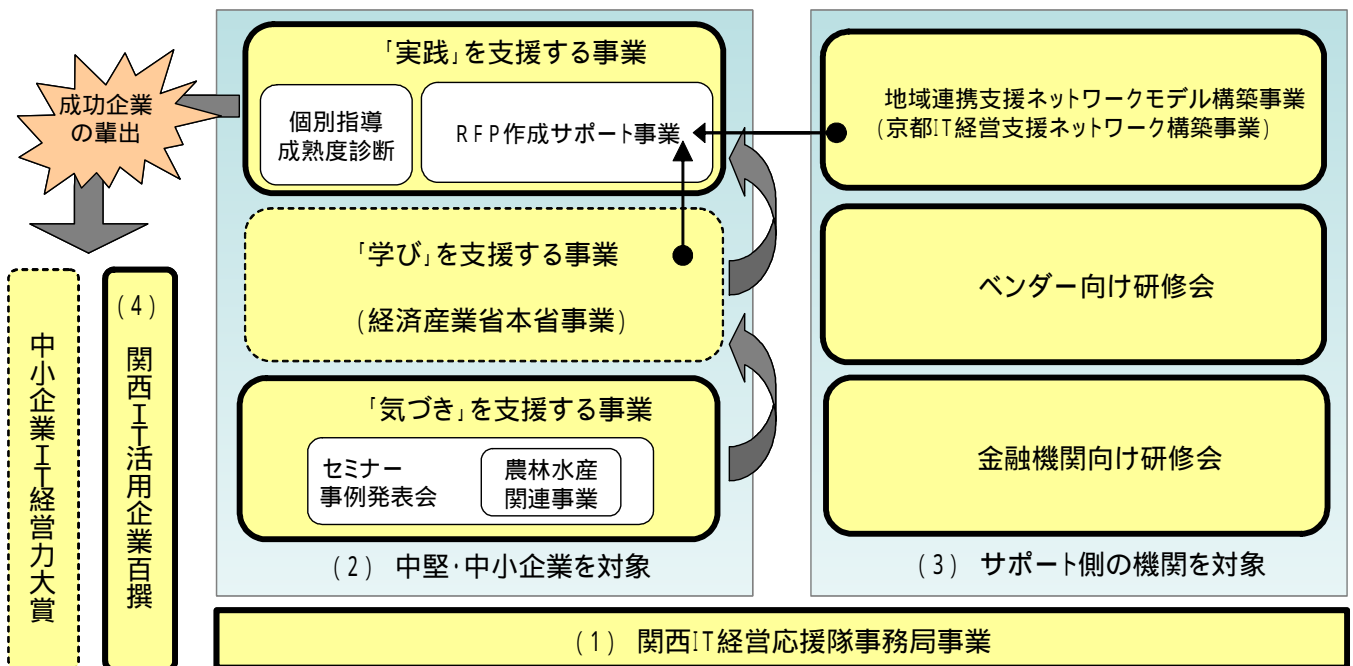 成功企業
の輩出
「実践」を支援する事業
個別指導
成熟度診断
RFP作成サポート事業
「学び」を支援する事業
(経済産業省本省事業)
「気づき」を支援する事業
セミナー
事例発表会
農林水産
関連事業
(2) 中堅・中小企業を対象
地域連携支援ネットワークモデル構築事業
(京都IT経営支援ネットワーク構築事業)
ベンダー向け研修会
金融機関向け研修会
(3) サポート側の機関を対象
中小企業IT経営力大賞
(4) 関西IT活用企業百撰
(1) 関西IT経営応援隊事務局事業